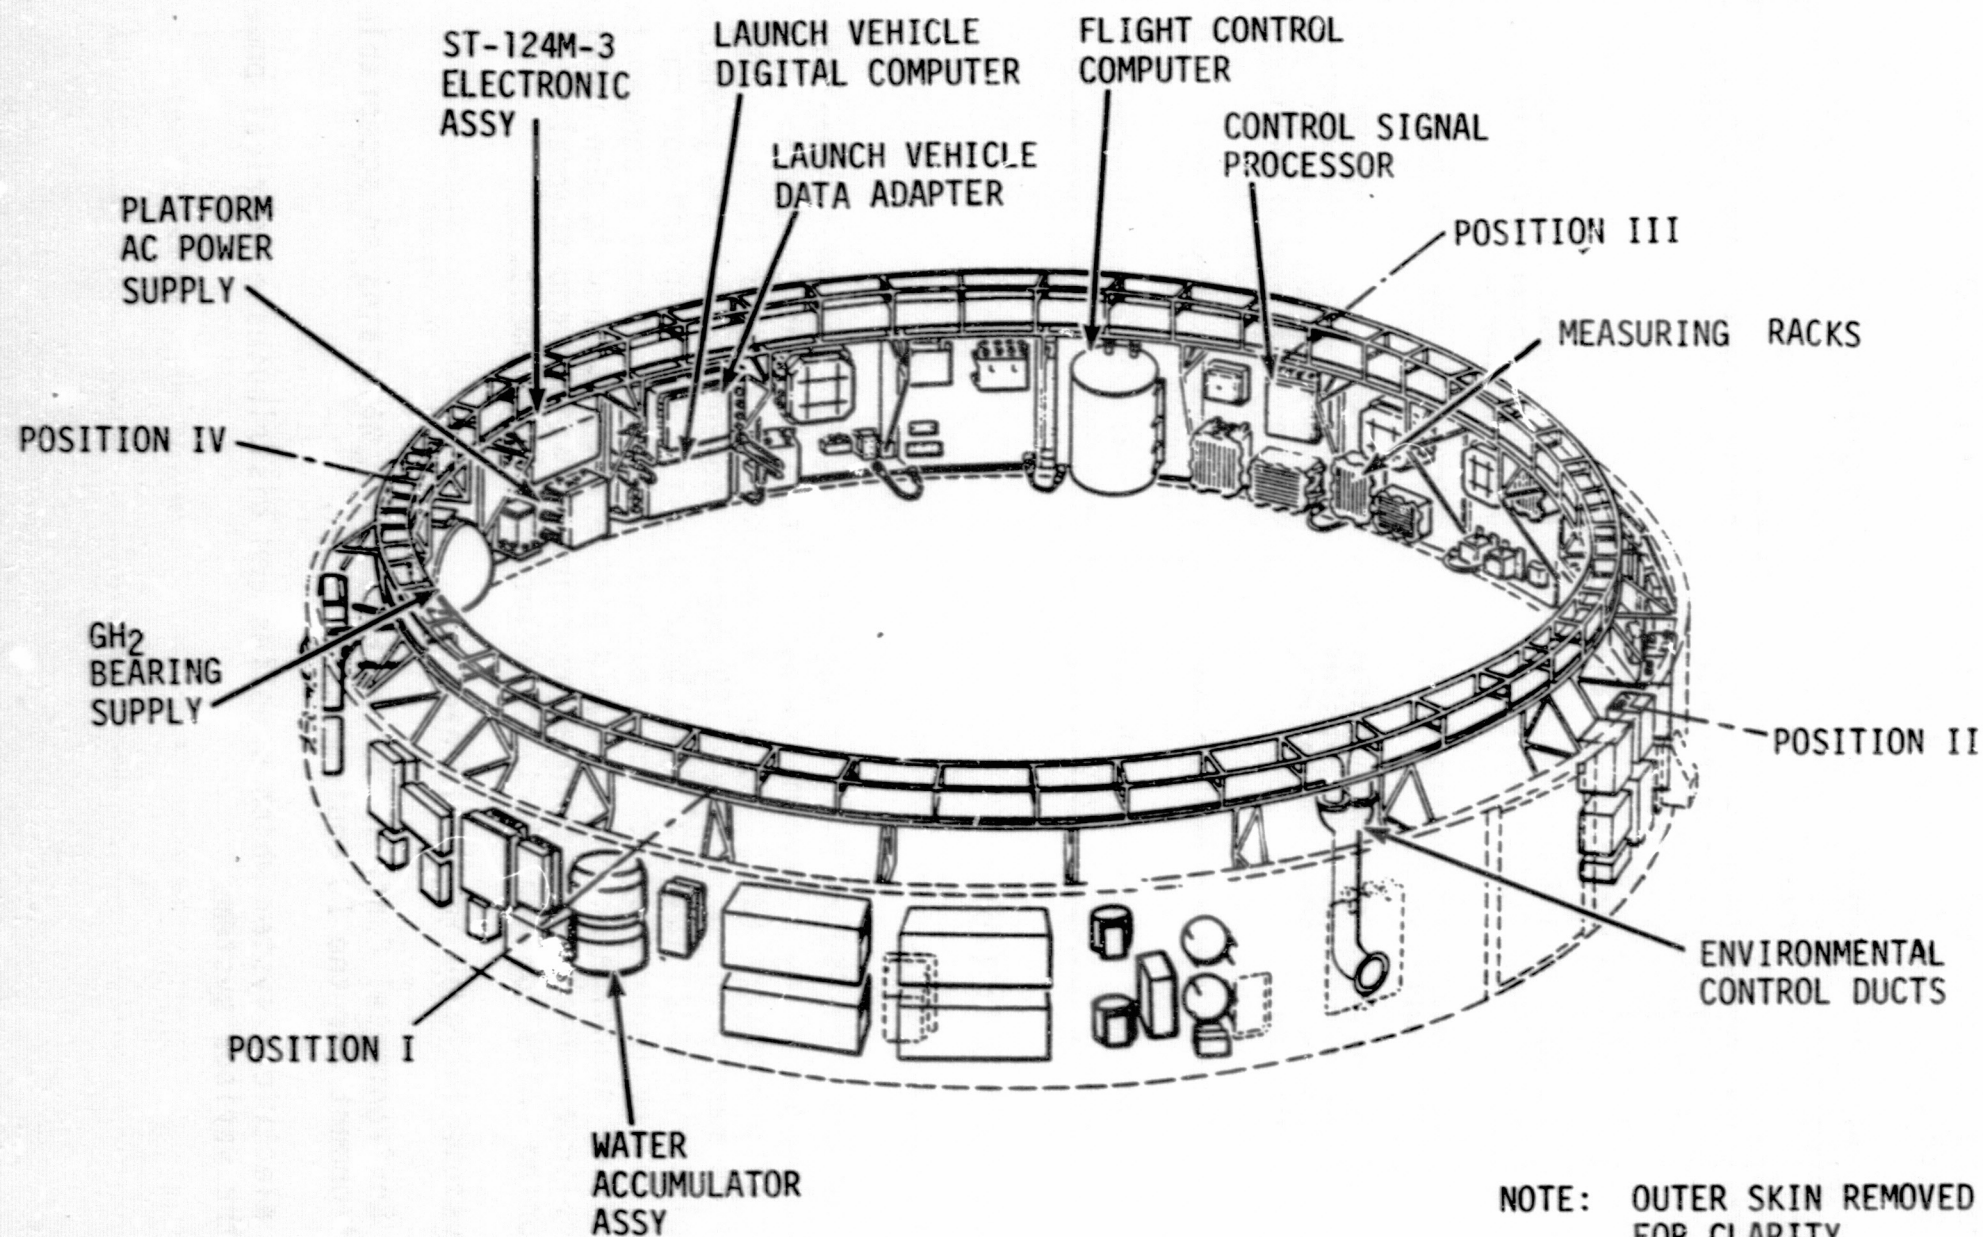 ST-124M-3
ELECTRONIC
ASSY
LAUNCH VEHICLE
DIGITAL COMPUTER
FLIGHT CONTROL
COMPUTER
LAUNCH VEHICLE
DATA ADAPTER
CONTROL SIGNAL
PROCESSOR
PLATFORM
AC POWER
SUPPLY
POSITION III
MEASURING RACKS
POSITION IV
GH2
BEARING
SUPPLY
POSITION II
ENVIRONMENTAL
CONTROL DUCTS
POSITION I
WATER
ACCUMULATOR
ASSY
NOTE: OUTER SKIN REMOVED
FOR CLARITY